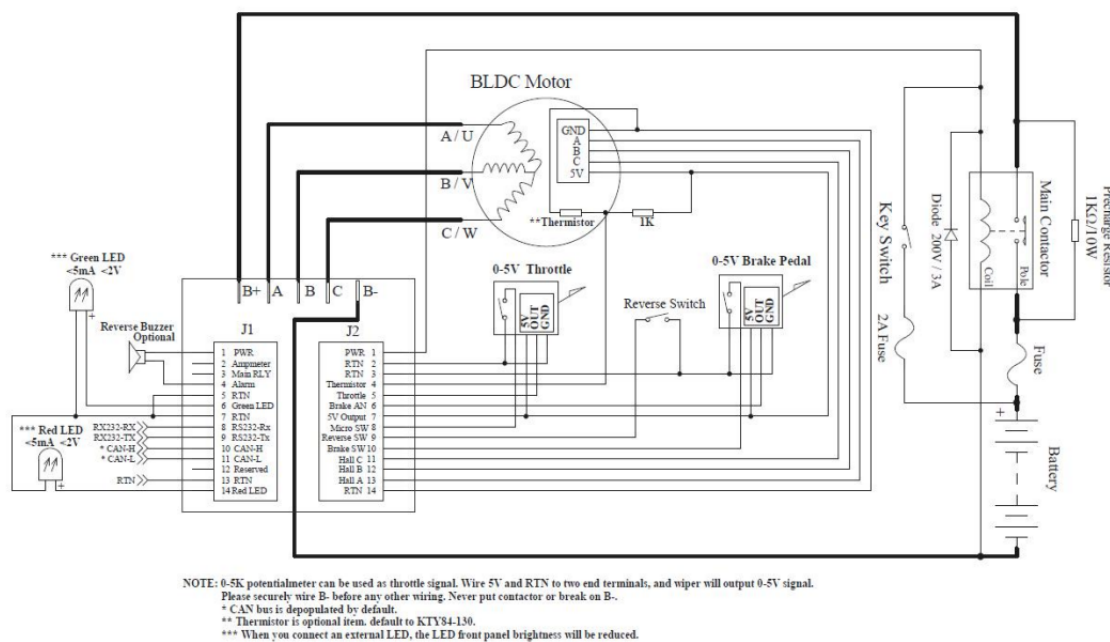 BLDC Motor
A / U
B / V
C / W
GND
A
B
C
5V
**Thermistor
1K
*** Green LED
<5mA <2V
+
Reverse Buzzer
Optional
*** Red LED
<5mA <2V
+
B+
A
B
C
B-
J1
1 PWR
2 Ampmeter
3 Main RLY
4 Alarm
5 RTN
6 Green LED
7 RTN
8 RS232-Rx
9 RS232-Tx
10 CAN-H
11 CAN-L
12 Reserved
13 RTN
14 Red LED
RX232-RX
RX232-TX
* CAN-H
* CAN-L
RTN
J2
PWR 1
RTN 2
RTN 3
Thermistor 4
Throttle 5
Brake AN 6
5V Output 7
Micro SW 8
Reverse SW 9
Brake SW 10
Hall C 11
Hall B 12
Hall A 13
RTN 14
0-5V Throttle
5V
OUT
GND
Reverse Switch
0-5V Brake Pedal
5V
OUT
GND
Key Switch
2A Fuse
Diode 200V / 3A
Coil
Pole
Main Contactor
Precharge Resistor
1KΩ/10W
Fuse
+
Battery
NOTE: 0-5K potentialmeter can be used as throttle signal. Wire 5V and RTN to two end terminals, and wiper will output 0-5V signal.
Please securely wire B- before any other wiring. Never put contactor or break on B-.
* CAN bus is depopulated by default.
** Thermistor is optional item. default to KTY84-130.
*** When you connect an external LED, the LED front panel brightness will be reduced.